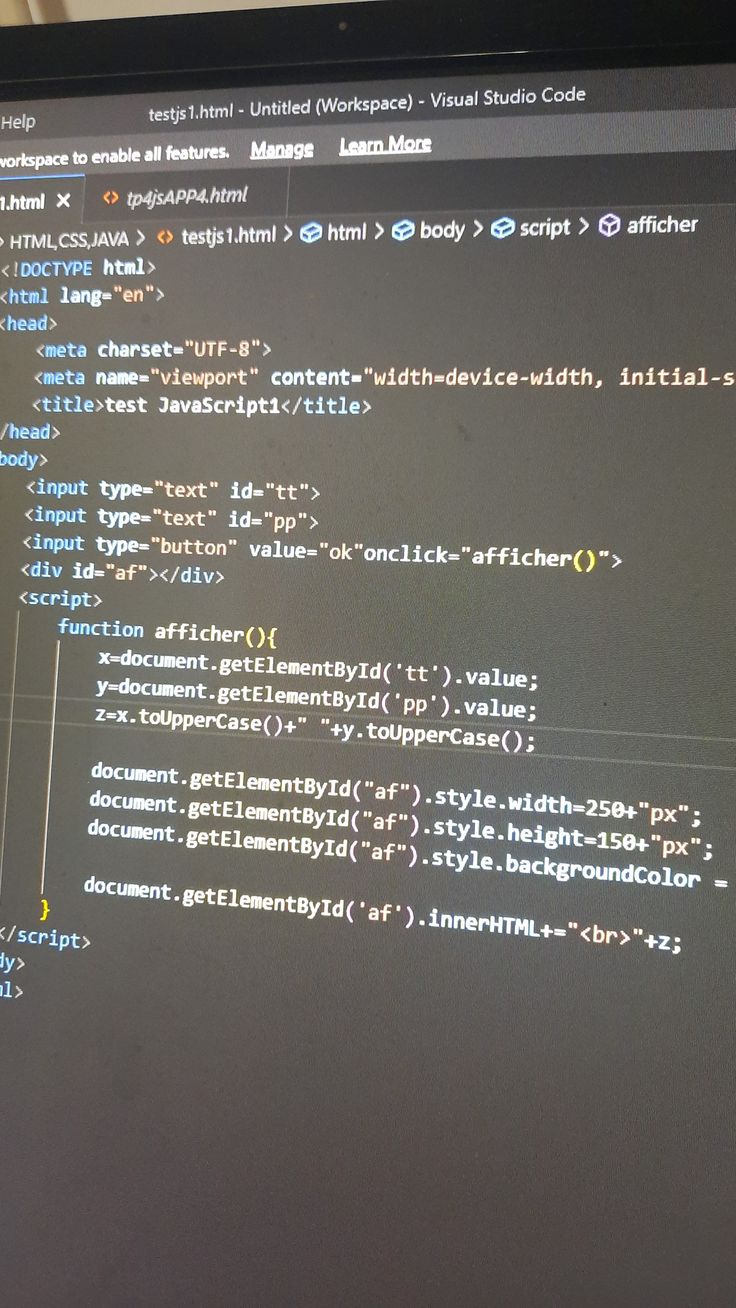 Help
testjs1.html - Untitled (Workspace) - Visual Studio Code
workspace to enable all features. Manage Learn More
1.html tp4jsAPP4.html
HTML,CSS,JAVA > testjs1.html > html > body > script > afficher
<!DOCTYPE html>
<html lang="en">
<head>
<meta charset="UTF-8">
<meta name="viewport" content="width=device-width, initial-s
<title>test JavaScript1</title>
/head>
body>
<input type="text" id="tt">
<input type="text" id="pp">
<input type="button" value="ok"onclick="afficher()">
<div id="af"></div>
<script>
function afficher(){
x=document.getElementById('tt').value;
y=document.getElementById('pp').value;
z=x.toUpperCase()+" "+y.toUpperCase();
document.getElementById("af").style.width=250+"px";
document.getElementById("af").style.height=150+"px";
document.getElementById("af").style.backgroundColor =
document.getElementById('af').innerHTML+="<br>"+z;
}
</script>
dy>
ml>